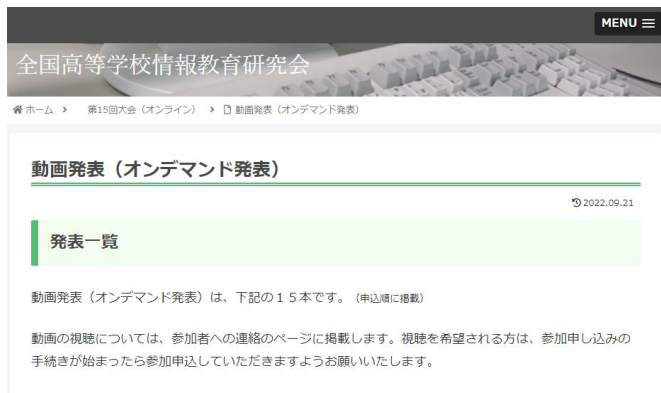 MENU
全国高等学校情報教育研究会
ホーム > 第15回大会（オンライン） > 動画発表（オンデマンド発表）
動画発表（オンデマンド発表）
2022.09.21
発表一覧
動画発表（オンデマンド発表）は、下記の１５本です。（申込順に掲載）
動画の視聴については、参加者への連絡のページに掲載します。視聴を希望される方は、参加申し込みの
手続きが始まったら参加申込していただきますようお願いいたします。